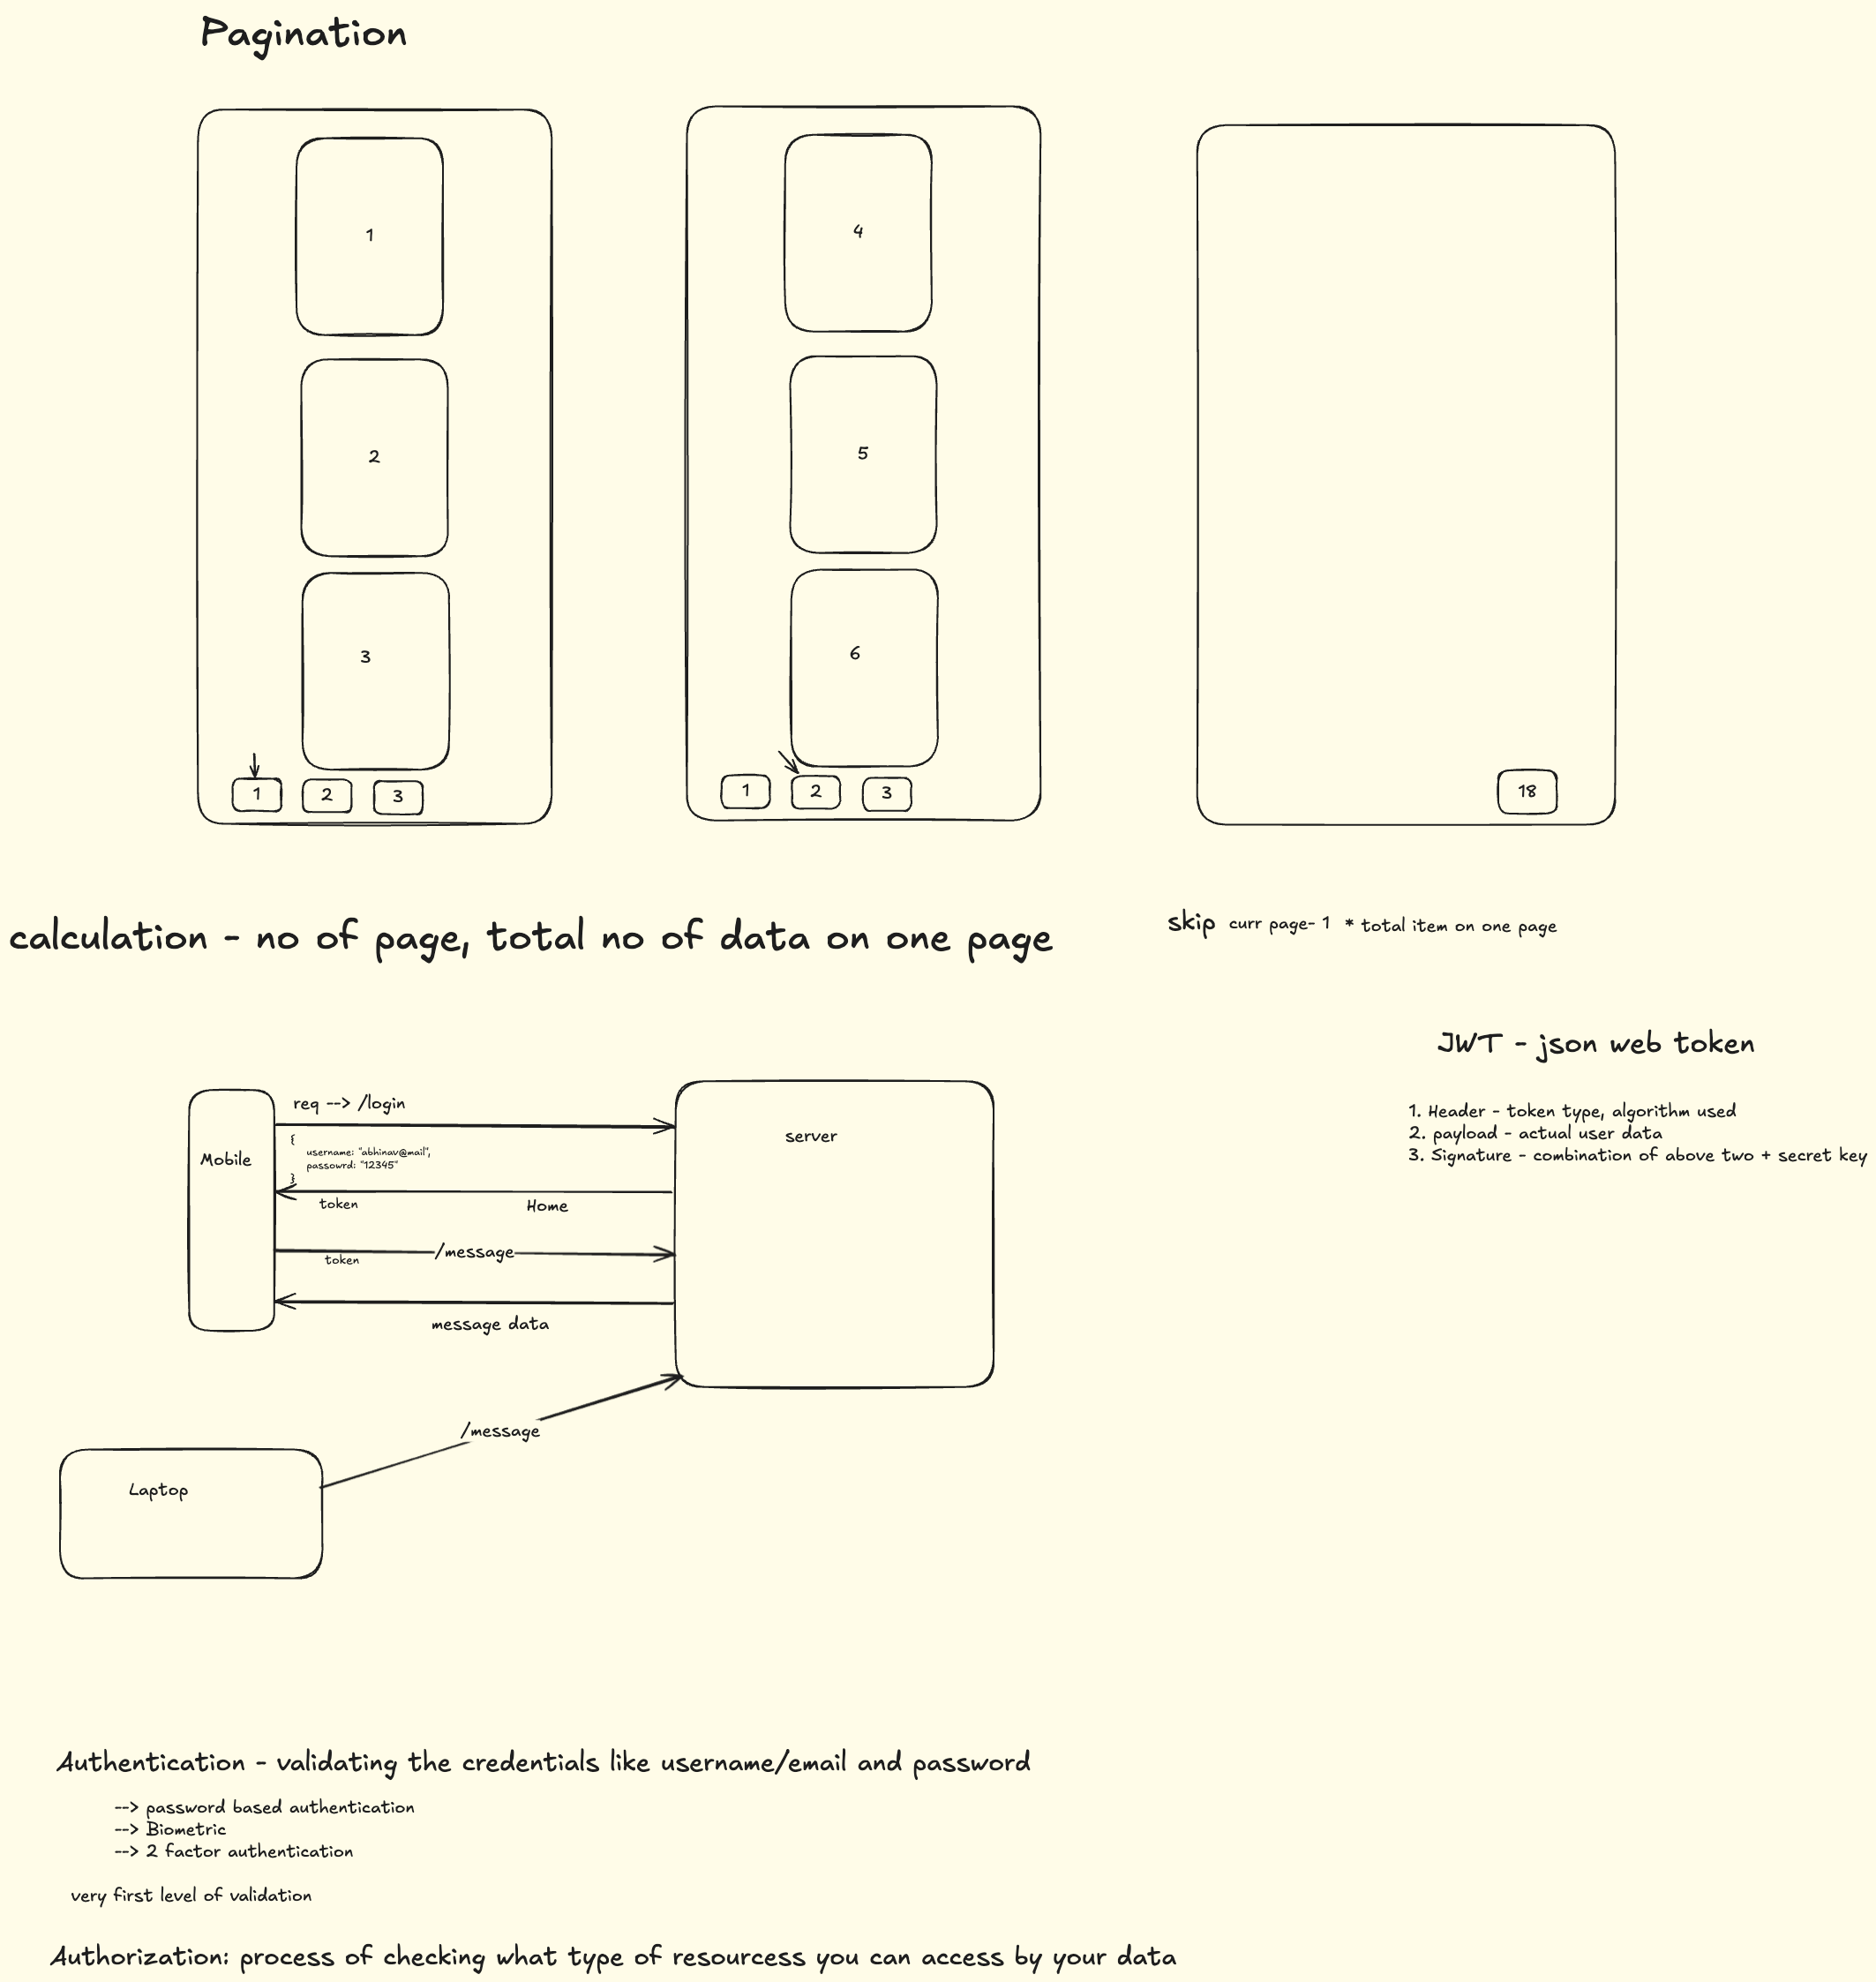 Pagination
1
2
3
1
2
3
4
5
6
1
2
3
18
calculation - no of page, total no of data on one page
skip curr page- 1 * total item on one page
JWT - json web token
1. Header - token type, algorithm used
2. payload - actual user data
3. Signature - combination of above two + secret key
req --> /login
{
username: "abhinav@mail",
passowrd: "12345"
}
Mobile
server
token
Home
/message
token
message data
/message
Laptop
Authentication - validating the credentials like username/email and password
--> password based authentication
--> Biometric
--> 2 factor authentication
very first level of validation
Authorization: process of checking what type of resourcess you can access by your data